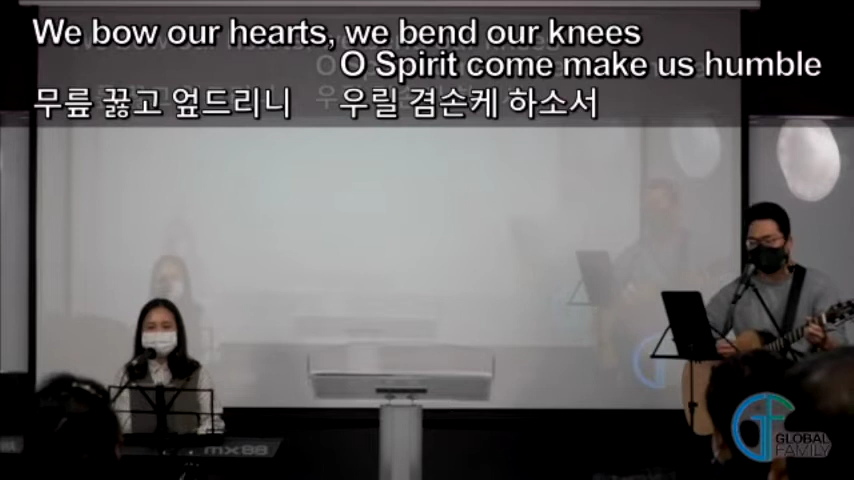 We bow our hearts, we bend our knees
O Spirit come make us humble
무릎 꿇고 엎드리니 우릴 겸손케 하소서
mx88
GLOBAL
FAMILY